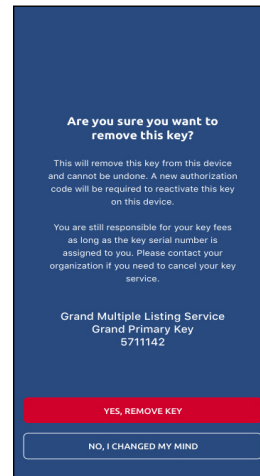 Are you sure you want to
remove this key?
This will remove this key from this device
and cannot be undone. A new authorization
code will be required to reactivate this key
on this device.
You are still responsible for your key fees
as long as the key serial number is
assigned to you. Please contact your
organization if you need to cancel your key
service.
Grand Multiple Listing Service
Grand Primary Key
5711142
YES, REMOVE KEY
NO, I CHANGED MY MIND